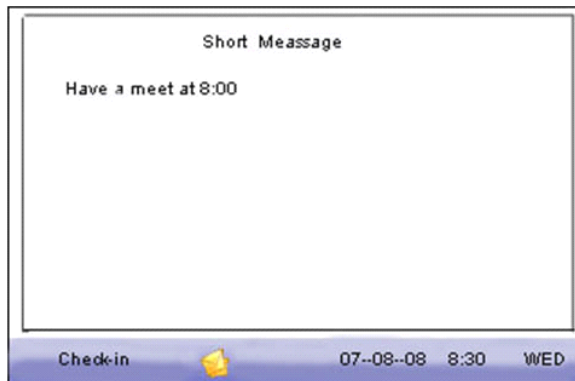 Short Meassage
Have a meet at 8:00
Check-in 07--08--08 8:30 WED